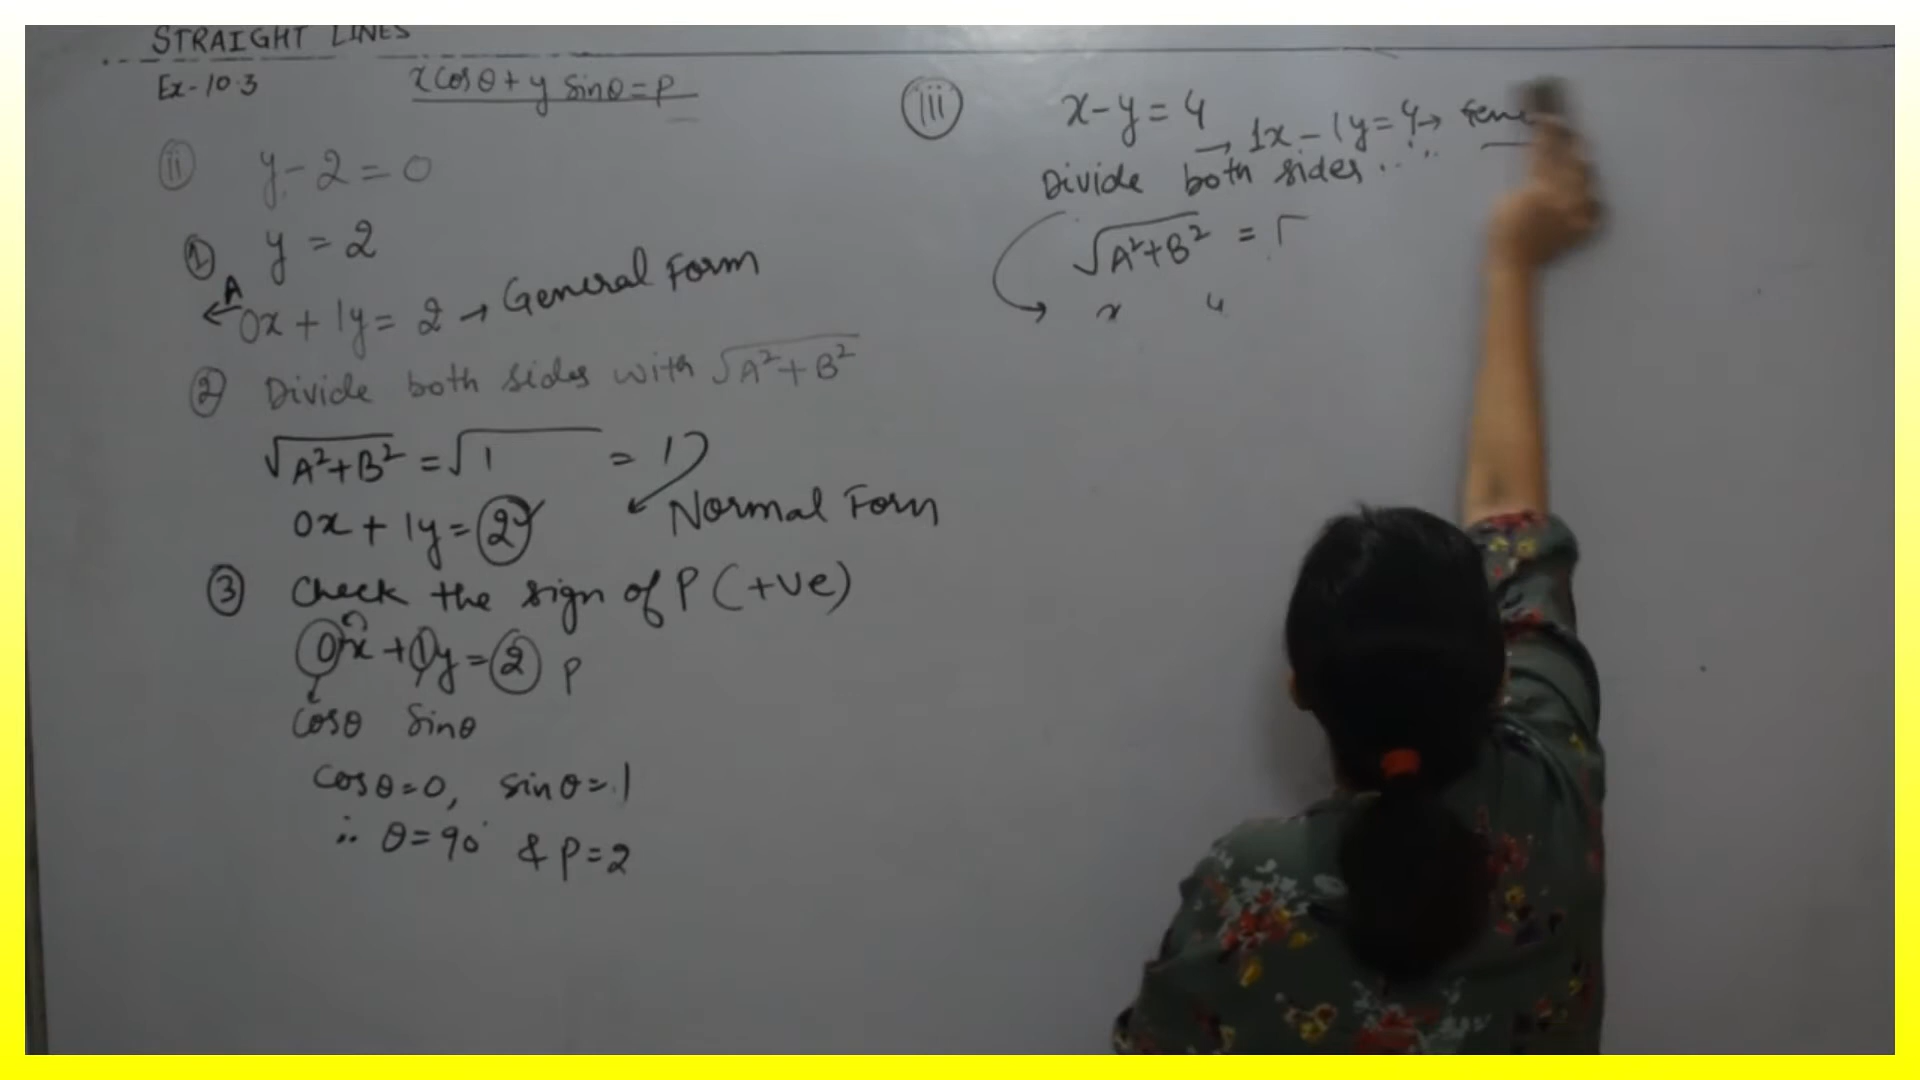 STRAIGHT LINES
Ex-10.3
xcosθ+y sinθ=P
(ii) y-2=0
① y=2
A
0x+1y=2→General Form
② Divide both sides with √A²+B²
√A²+B²=√1 =1
0x+1y=2
Normal Form
③ Check the sign of P (+ve)
0x+1y=2 P
cosθ sinθ
cosθ=0, sinθ=1
∴ θ=90° & P=2
(iii) x-y=4
→1x-1y=4→
Divide both sides...
√A²+B² = √
x 4